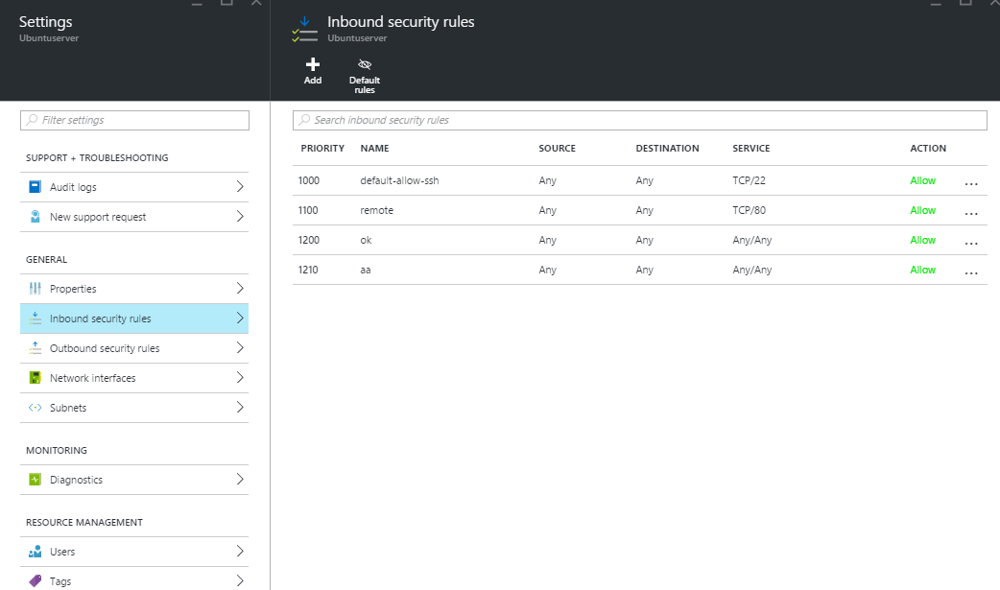 Settings
Ubuntuserver
Filter settings
SUPPORT + TROUBLESHOOTING
Audit logs
New support request
GENERAL
Properties
Inbound security rules
Outbound security rules
Network interfaces
Subnets
MONITORING
Diagnostics
RESOURCE MANAGEMENT
Users
Tags
Inbound security rules
Ubuntuserver
Add
Default
rules
Search inbound security rules
PRIORITY NAME SOURCE DESTINATION SERVICE ACTION
1000 default-allow-ssh Any Any TCP/22 Allow ...
1100 remote Any Any TCP/80 Allow ...
1200 ok Any Any Any/Any Allow ...
1210 aa Any Any Any/Any Allow ...